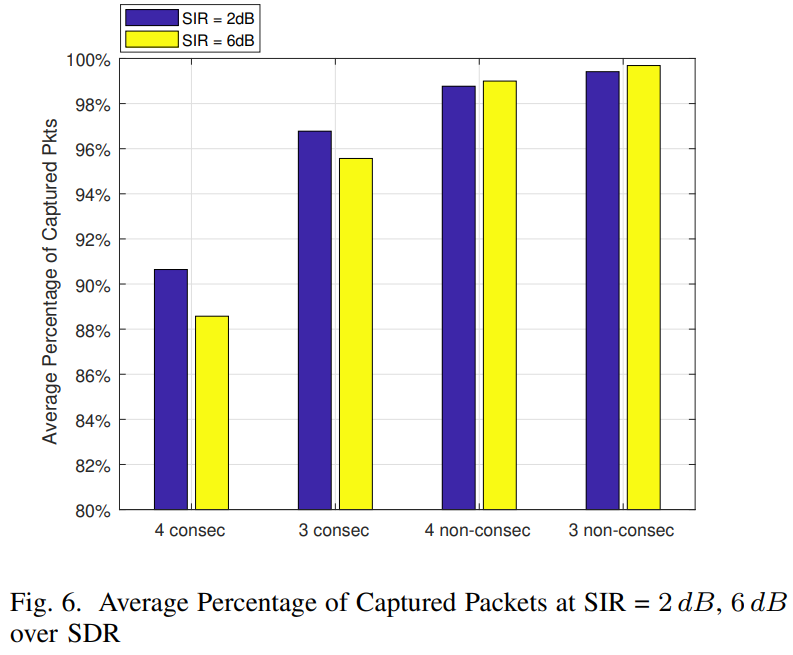 SIR = 2dB
SIR = 6dB
100%
98%
96%
94%
92%
90%
88%
86%
84%
82%
80%
Average Percentage of Captured Pkts
4 consec 3 consec 4 non-consec 3 non-consec
Fig. 6. Average Percentage of Captured Packets at SIR = 2 dB, 6 dB
over SDR